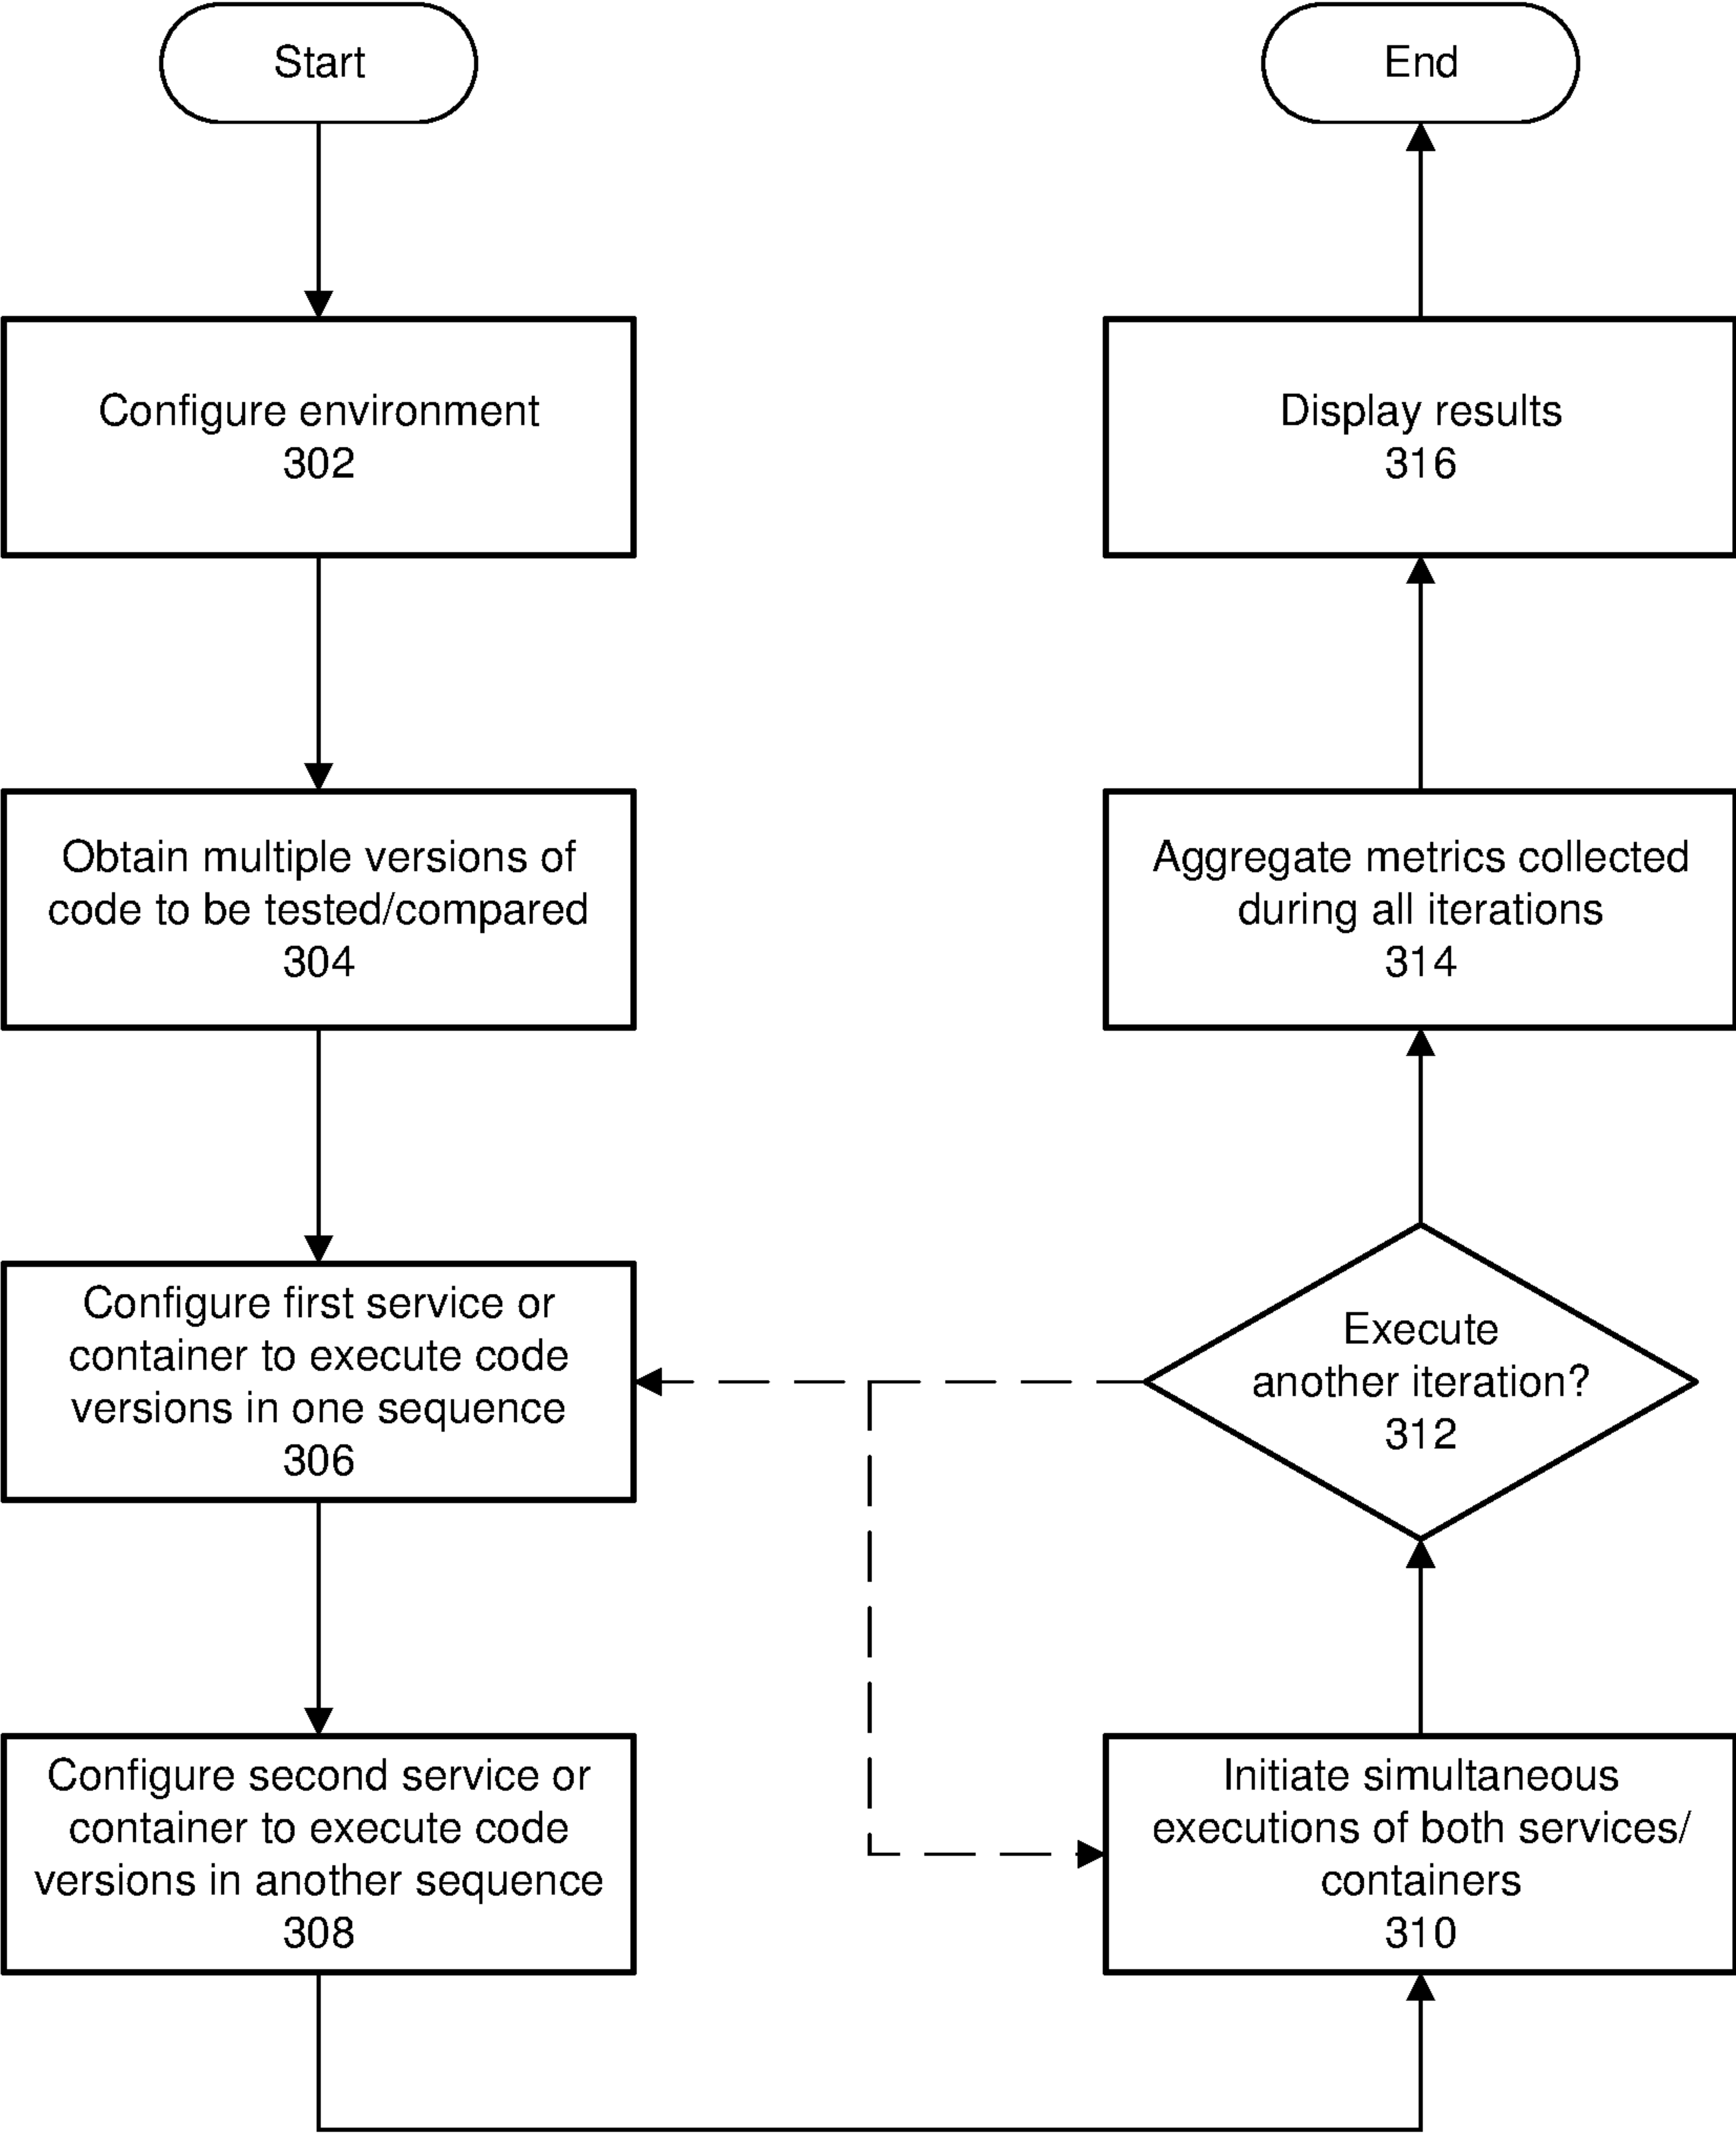 Start
Configure environment
302
Obtain multiple versions of
code to be tested/compared
304
Configure first service or
container to execute code
versions in one sequence
306
Configure second service or
container to execute code
versions in another sequence
308
End
Display results
316
Aggregate metrics collected
during all iterations
314
Execute
another iteration?
312
Initiate simultaneous
executions of both services/
containers
310